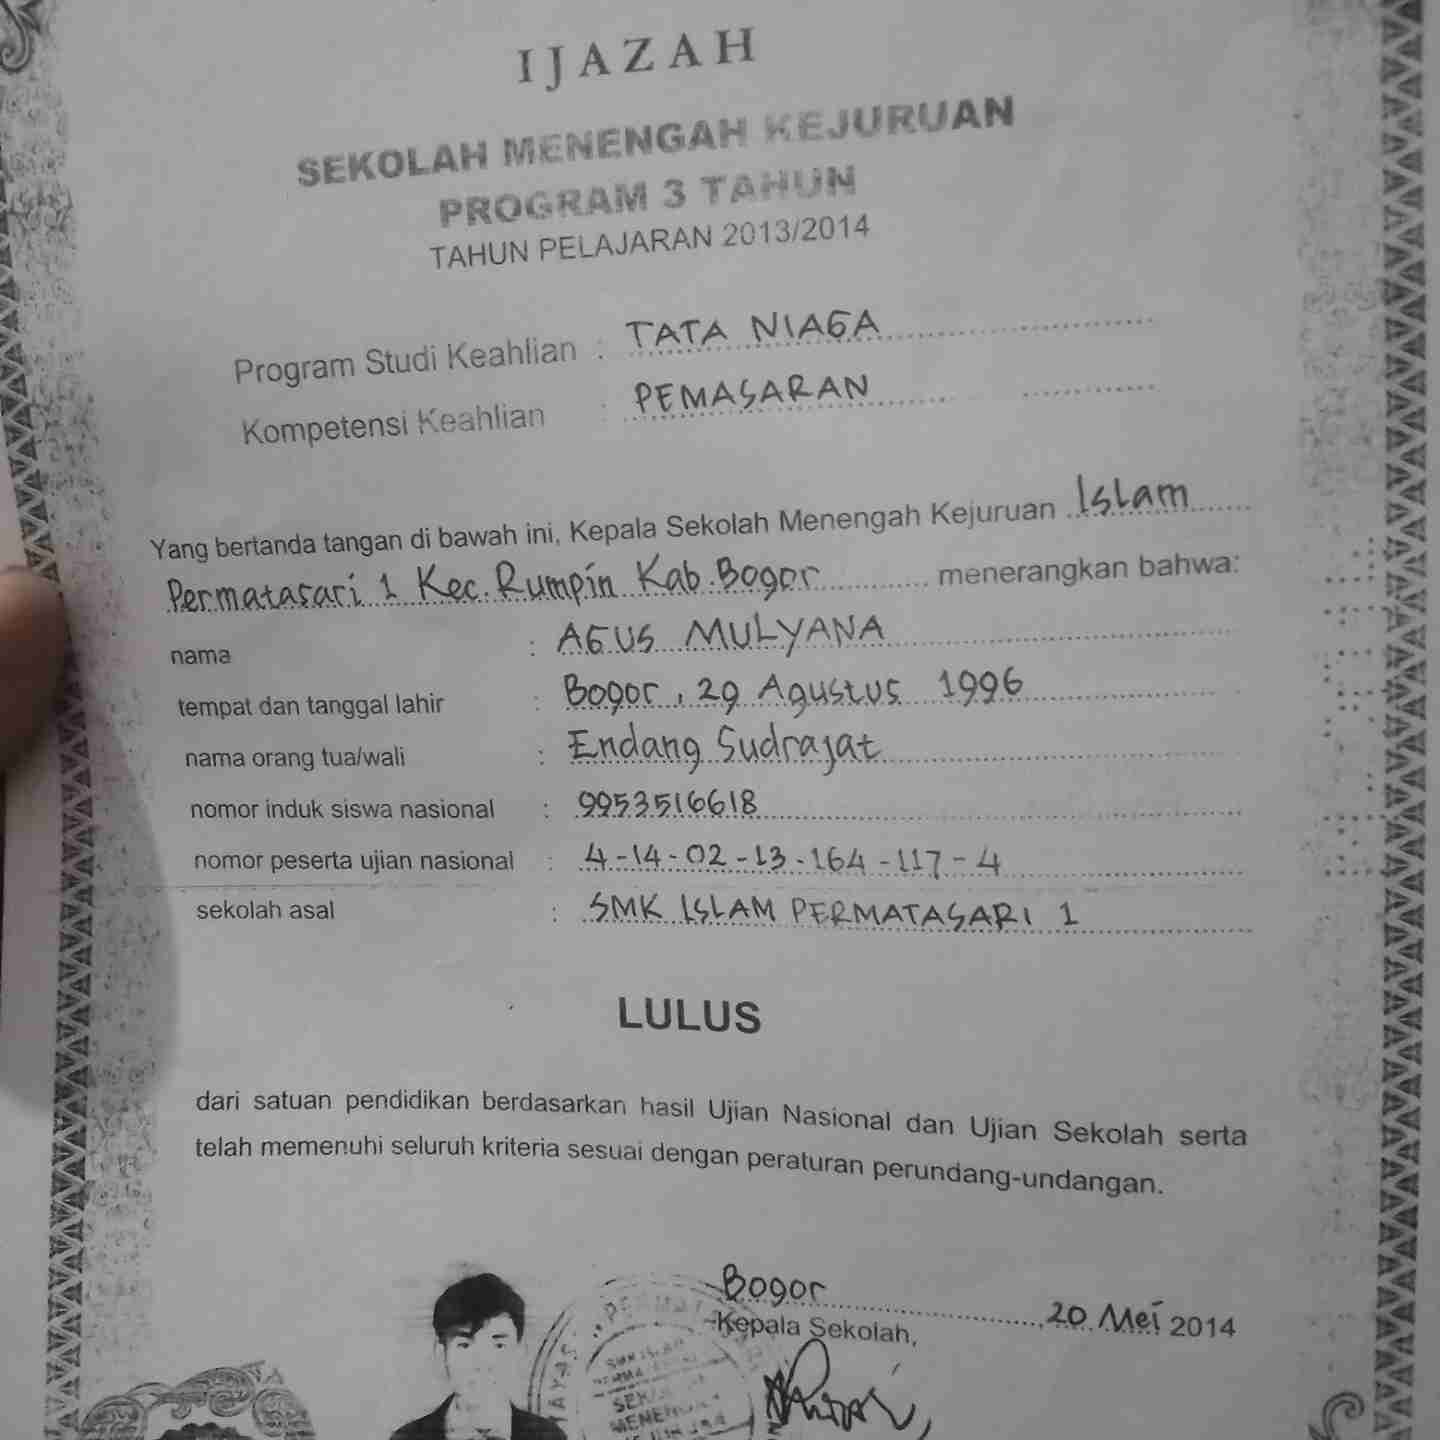 IJAZAH
SEKOLAH MENENGAH KEJURUAN
PROGRAM 3 TAHUN
TAHUN PELAJARAN 2013/2014
Program Studi Keahlian : TATA NIAGA
Kompetensi Keahlian : PEMASARAN
Yang bertanda tangan di bawah ini, Kepala Sekolah Menengah Kejuruan Islam
Permatasari 1 Kec. Rumpin Kab. Bogor menerangkan bahwa:
nama : AGUS MULYANA
tempat dan tanggal lahir : Bogor, 29 Agustus 1996
nama orang tua/wali : Endang Sudrajat
nomor induk siswa nasional : 9953516618
nomor peserta ujian nasional : 4-14-02-13-164-117-4
sekolah asal : SMK ISLAM PERMATASARI 1
LULUS
dari satuan pendidikan berdasarkan hasil Ujian Nasional dan Ujian Sekolah serta
telah memenuhi seluruh kriteria sesuai dengan peraturan perundang-undangan.
Bogor 20 Mei 2014
Kepala Sekolah,